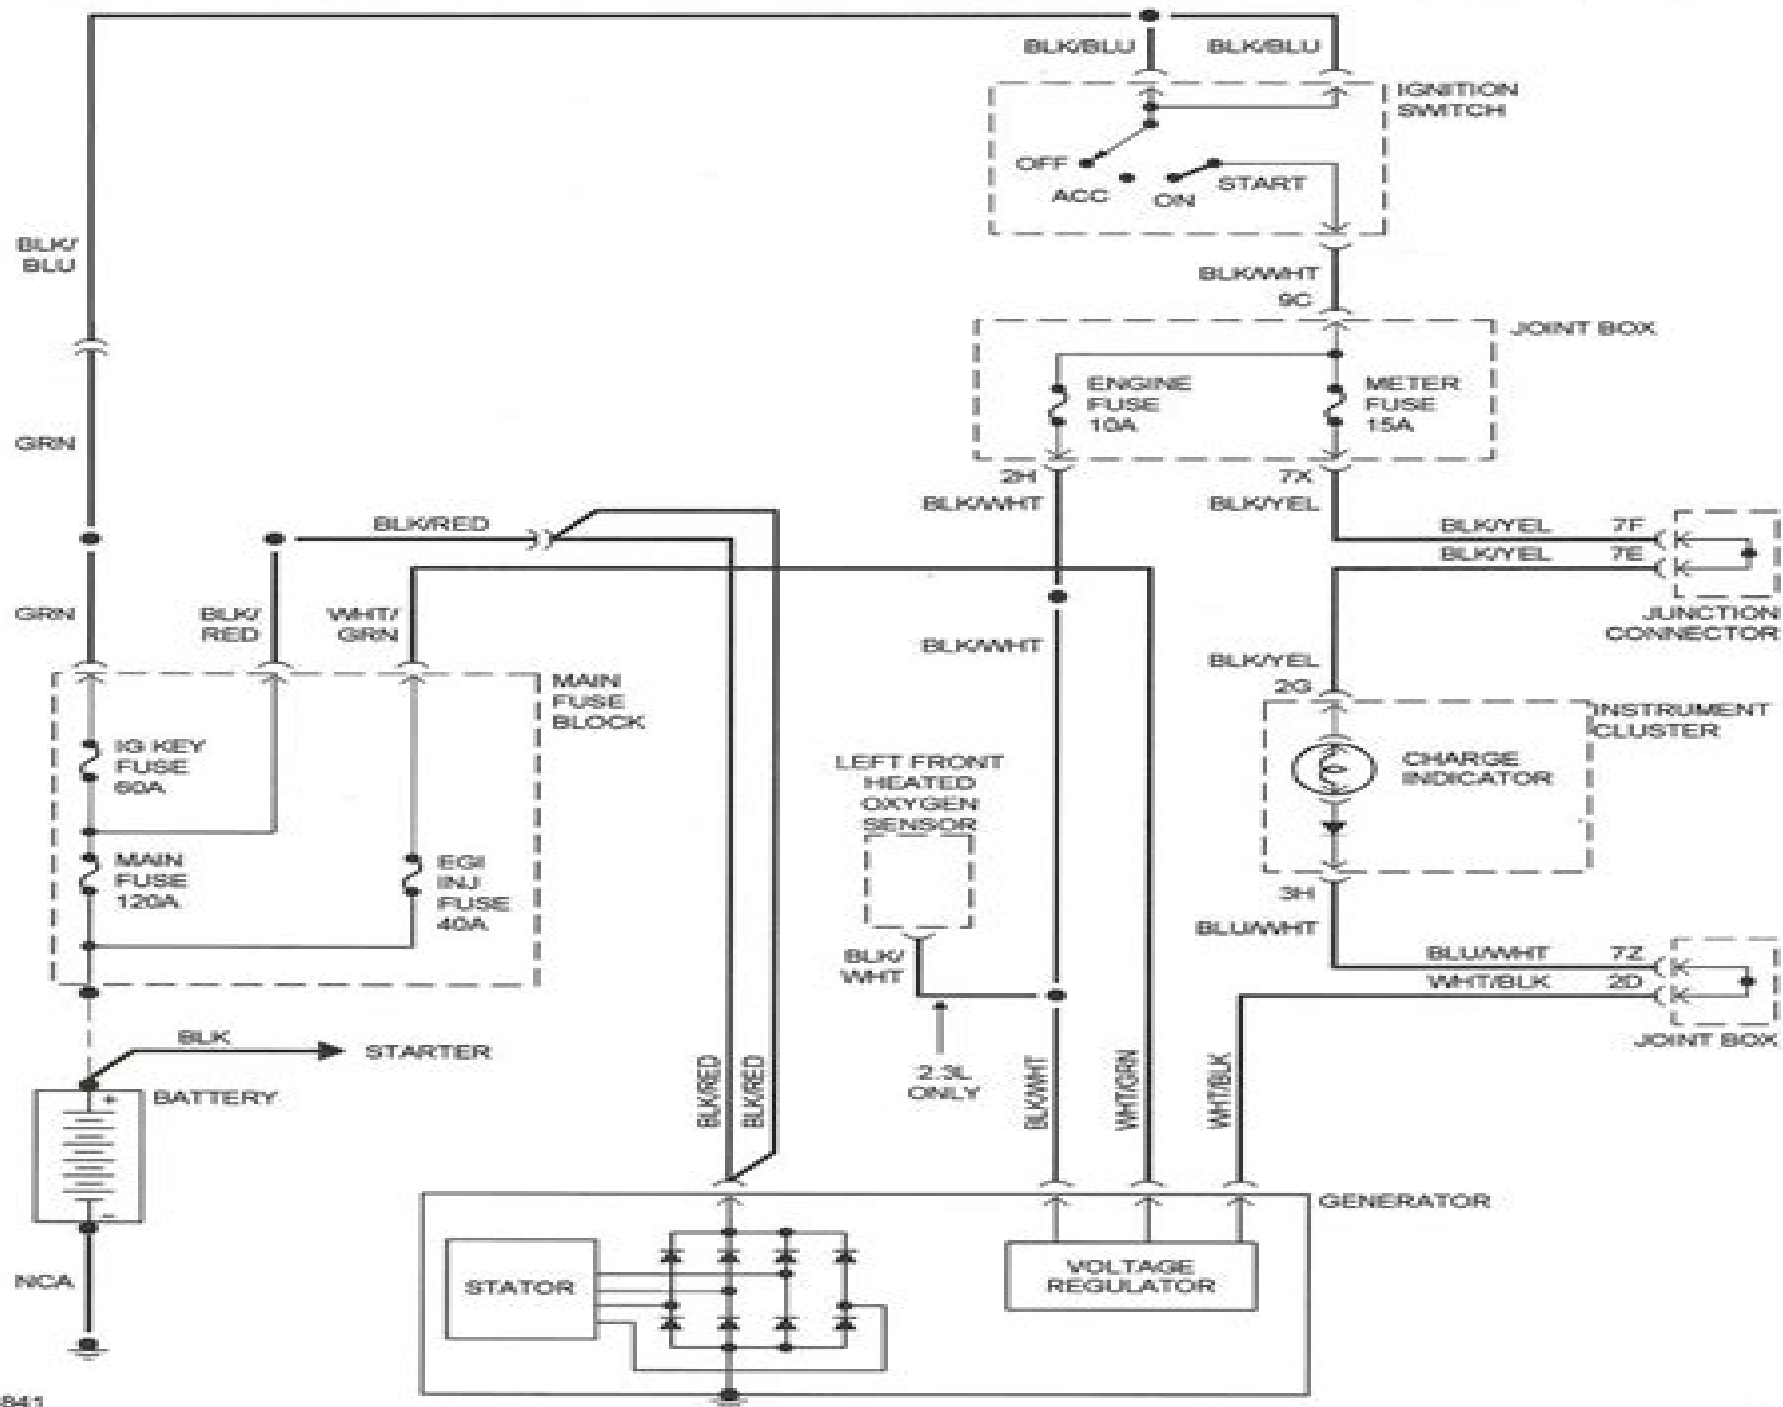 BLK/BLU BLK/BLU
IGNITION
SWITCH
OFF
ACC
ON
START
BLK/
BLU
BLK/WHT
9C
JOINT BOX
ENGINE
FUSE
10A
METER
FUSE
15A
GRN
2H
7X
BLK/WHT
BLK/YEL
BLK/RED
BLK/YEL 7F
BLK/YEL 7E
JUNCTION
CONNECTOR
GRN
BLK/
RED
WHT/
GRN
BLK/WHT
BLK/YEL
2G
MAIN
FUSE
BLOCK
INSTRUMENT
CLUSTER
IG KEY
FUSE
60A
LEFT FRONT
HEATED
OXYGEN
SENSOR
CHARGE
INDICATOR
MAIN
FUSE
120A
EGI
INJ
FUSE
40A
3H
BLU/WHT
BLK/
WHT
BLU/WHT 7Z
WHT/BLK 2D
JOINT BOX
BLK
STARTER
2.3L
ONLY
BLK/RED
BLK/RED
BLK/WHT
WHT/GRN
WHT/BLK
BATTERY
+
-
GENERATOR
NCA
STATOR
VOLTAGE
REGULATOR
841